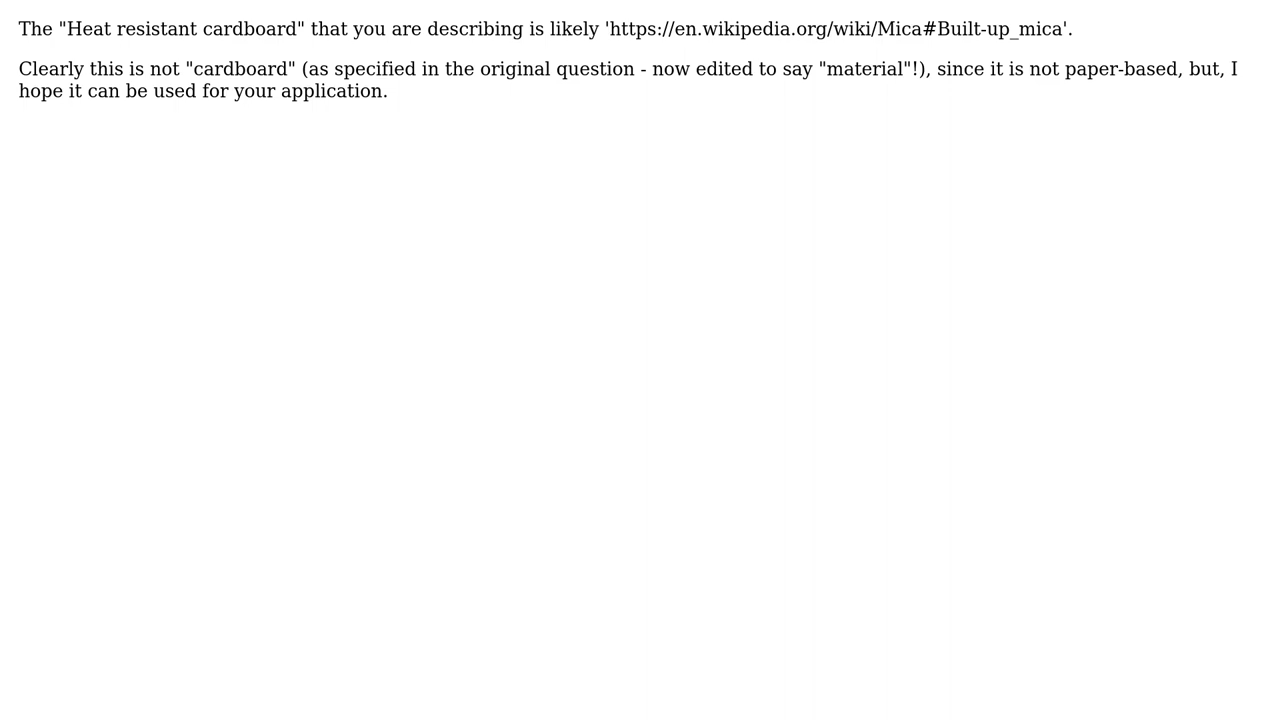 The "Heat resistant cardboard" that you are describing is likely 'https://en.wikipedia.org/wiki/Mica#Built-up_mica'.
Clearly this is not "cardboard" (as specified in the original question - now edited to say "material"!), since it is not paper-based, but, I
hope it can be used for your application.